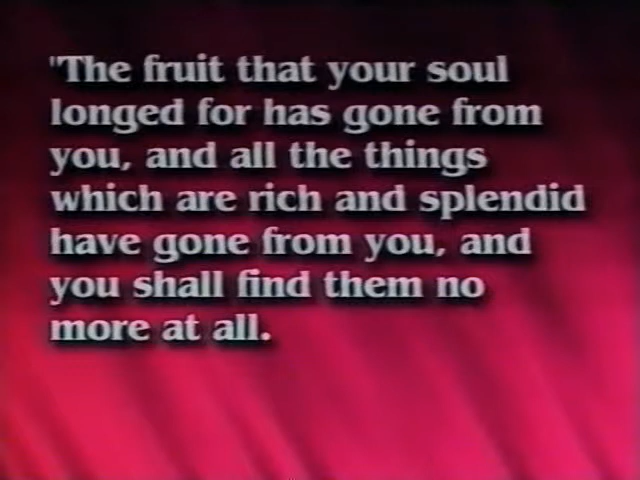 "The fruit that your soul
longed for has gone from
you, and all the things
which are rich and splendid
have gone from you, and
you shall find them no
more at all.